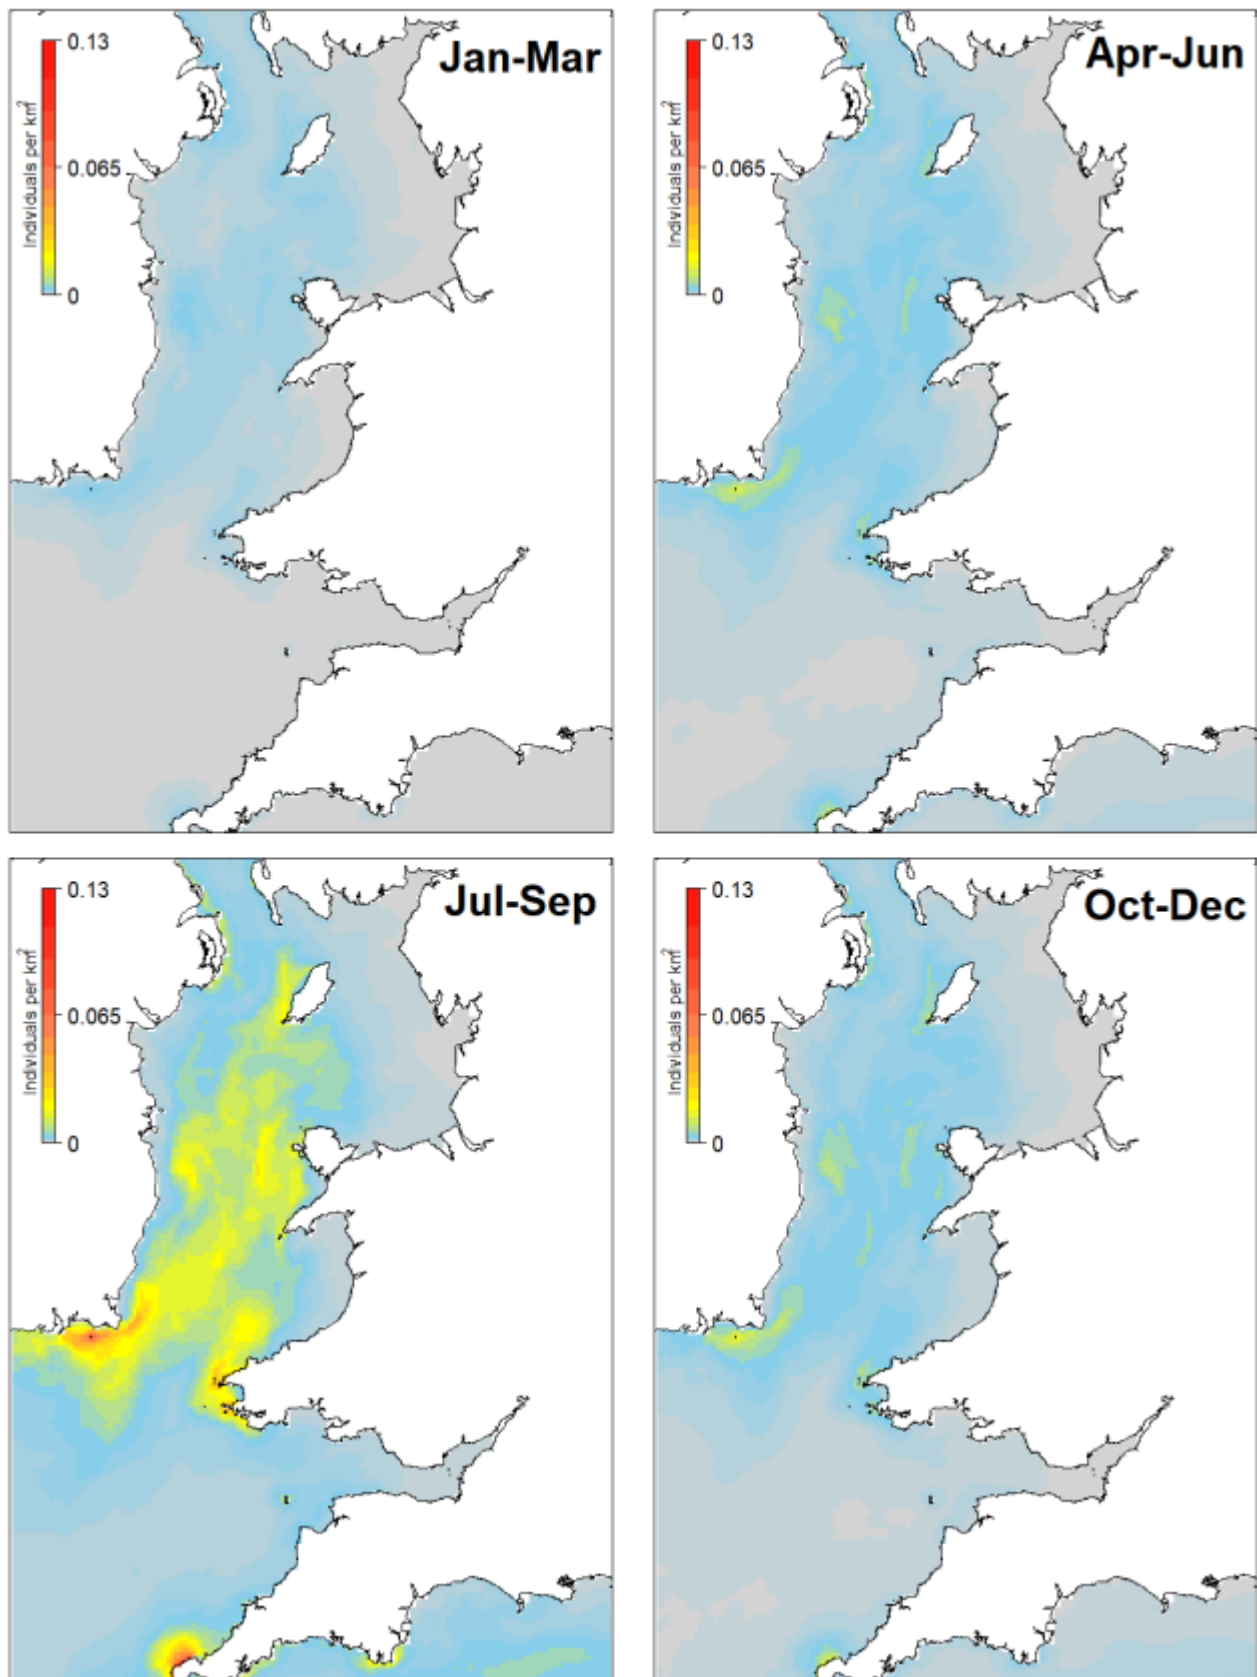 Jan-Mar
0.13
0.065
0
Individuals per km²
Apr-Jun
0.13
0.065
0
Individuals per km²
Jul-Sep
0.13
0.065
0
Individuals per km²
Oct-Dec
0.13
0.065
0
Individuals per km²